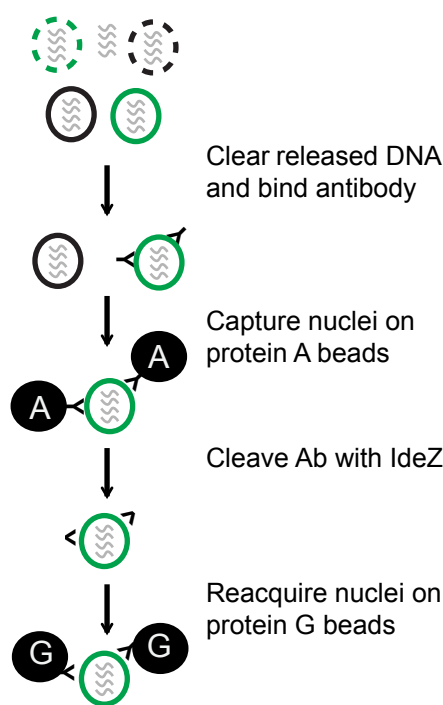 Clear released DNA
and bind antibody
Capture nuclei on
protein A beads
A
A
Cleave Ab with IdeZ
Reacquire nuclei on
protein G beads
G
G